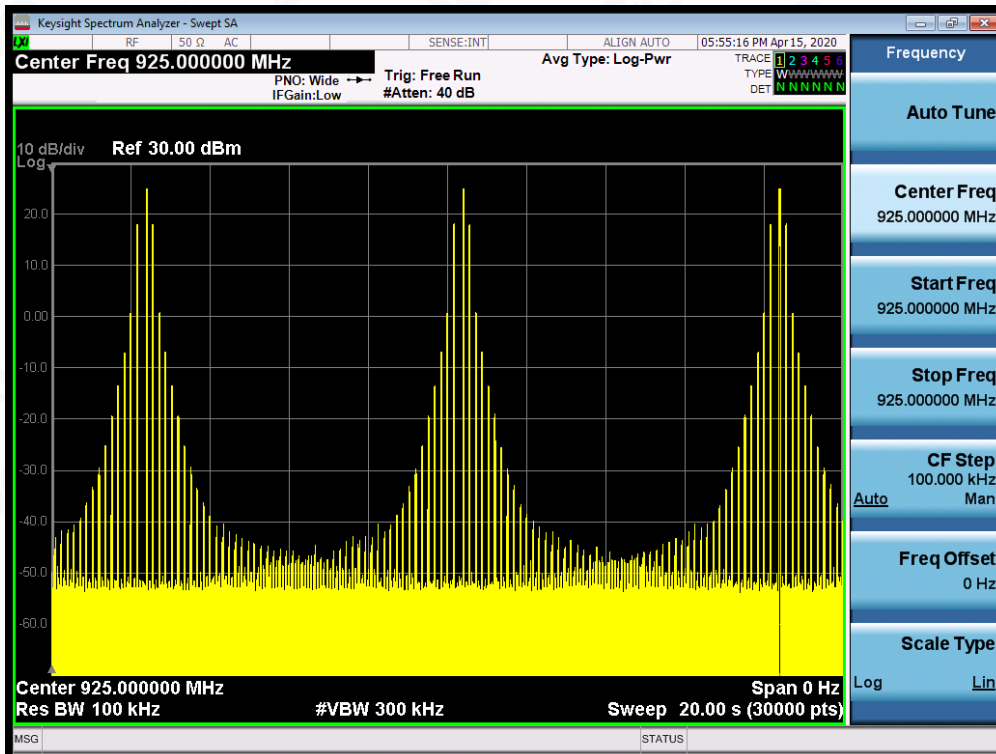 Keysight Spectrum Analyzer - Swept SA
LXI RF 50 Ω AC SENSE:INT ALIGN AUTO 05:55:16 PM Apr 15, 2020
Center Freq 925.000000 MHz
PNO: Wide
IFGain:Low
Trig: Free Run
#Atten: 40 dB
Avg Type: Log-Pwr
TRACE 1 2 3 4 5 6
TYPE WWWWWW
DET N N N N N N
10 dB/div Ref 30.00 dBm
Log
20.0
10.0
0.00
-10.0
-20.0
-30.0
-40.0
-50.0
-60.0
Center 925.000000 MHz Span 0 Hz
Res BW 100 kHz #VBW 300 kHz Sweep 20.00 s (30000 pts)
MSG STATUS
Frequency
Auto Tune
Center Freq
925.000000 MHz
Start Freq
925.000000 MHz
Stop Freq
925.000000 MHz
CF Step
100.000 kHz
Auto Man
Freq Offset
0 Hz
Scale Type
Log Lin